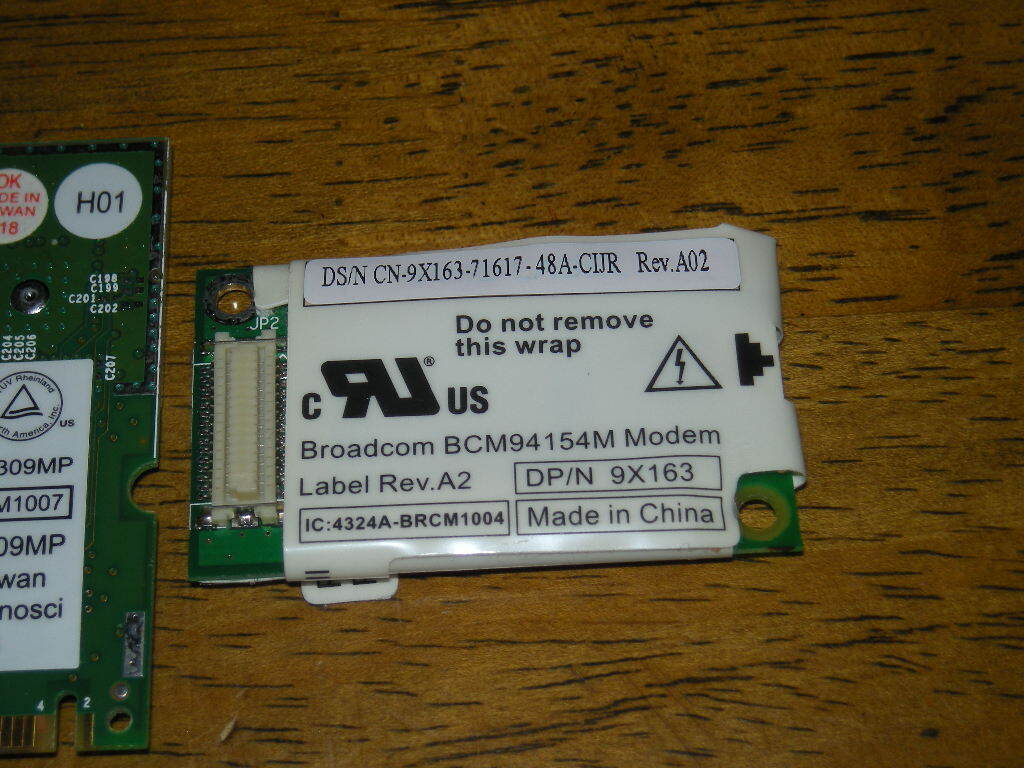 OK
DE IN
WAN
18
H01
C198
C199
C201
C202
C204
C205
C206
C207
TUV Rheinland
rth America, Inc.
US
309MP
M1007
09MP
wan
nosci
4
2
JP2
DS/N CN-9X163-71617-48A-CIJR Rev.A02
Do not remove
this wrap
C RU ® US
Broadcom BCM94154M Modem
Label Rev.A2
DP/N 9X163
IC:4324A-BRCM1004
Made in China